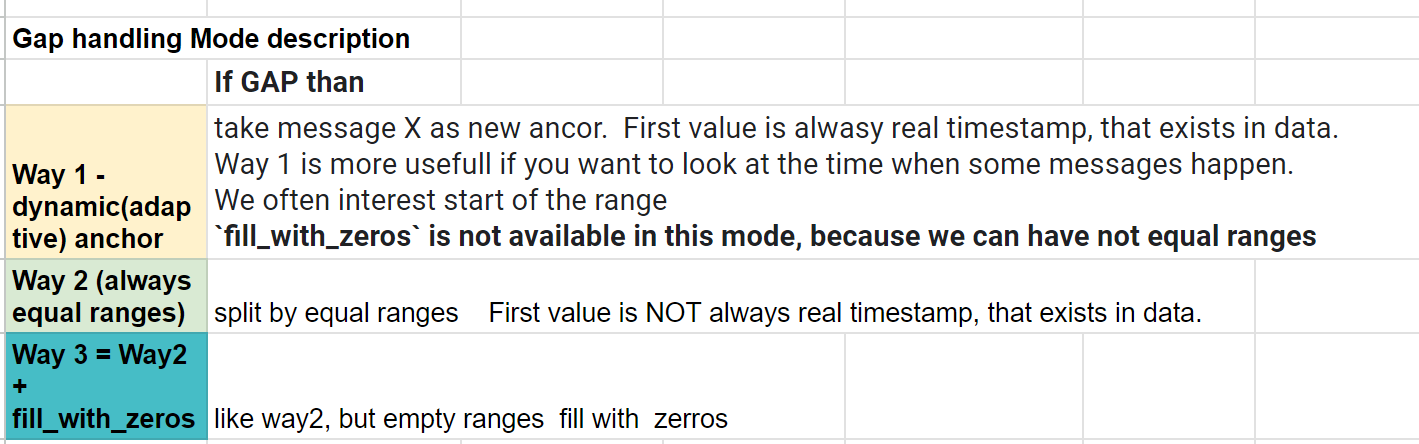 Gap handling Mode description
If GAP than
Way 1 -
dynamic(adap
tive) anchor
take message X as new ancor.  First value is alwasy real timestamp, that exists in data.
Way 1 is more usefull if you want to look at the time when some messages happen.
We often interest start of the range
`fill_with_zeros` is not available in this mode, because we can have not equal ranges
Way 2 (always
equal ranges)
split by equal ranges    First value is NOT always real timestamp, that exists in data.
Way 3 = Way2
+
fill_with_zeros
like way2, but empty ranges  fill with  zerros